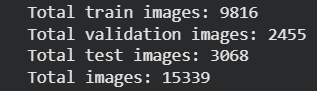 Total train images: 9816
Total validation images: 2455
Total test images: 3068
Total images: 15339